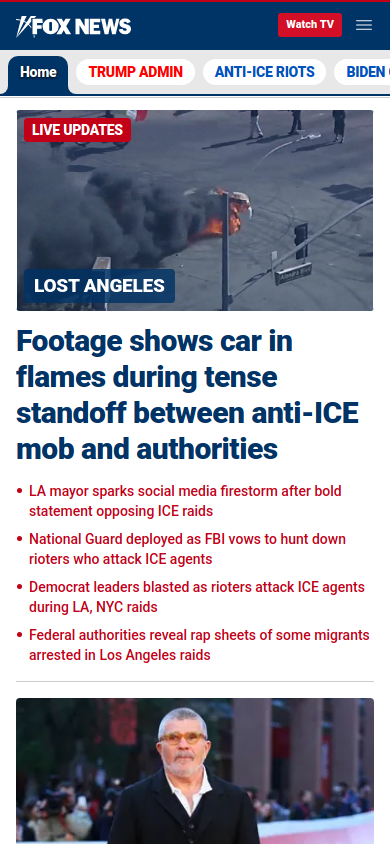 FOX NEWS
Watch TV
Home
TRUMP ADMIN
ANTI-ICE RIOTS
BIDEN
LIVE UPDATES
LOST ANGELES
Footage shows car in
flames during tense
standoff between anti-ICE
mob and authorities
• LA mayor sparks social media firestorm after bold
statement opposing ICE raids
• National Guard deployed as FBI vows to hunt down
rioters who attack ICE agents
• Democrat leaders blasted as rioters attack ICE agents
during LA, NYC raids
• Federal authorities reveal rap sheets of some migrants
arrested in Los Angeles raids